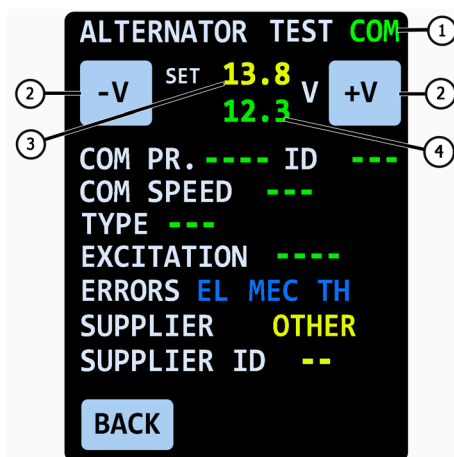 ALTERNATOR TEST COM
1
-V SET 13.8 V +V
2 2
12.3
3 4
COM PR. ---- ID ---
COM SPEED ---
TYPE ---
EXCITATION ----
ERRORS EL MEC TH
SUPPLIER OTHER
SUPPLIER ID --
BACK